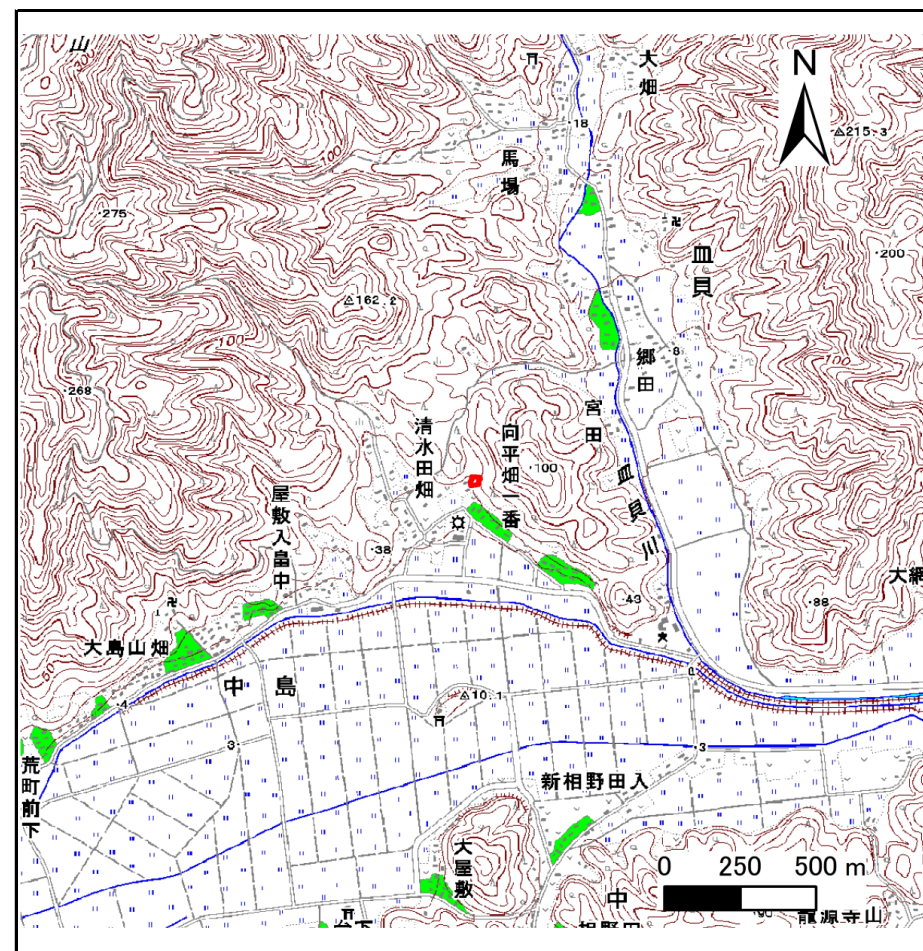 山
大畑
N
215.3
18
馬場
皿貝
275
200
162.2
100
100
郷田
8
268
宮田
清水田畑
向平畑一番
100
皿貝川
屋敷入畠中
38
大網
43
88
大島山畑
中島
10.1
4
3
3
荒町前下
新相野田入
大屋敷
0 250 500 m
中
龍源寺山